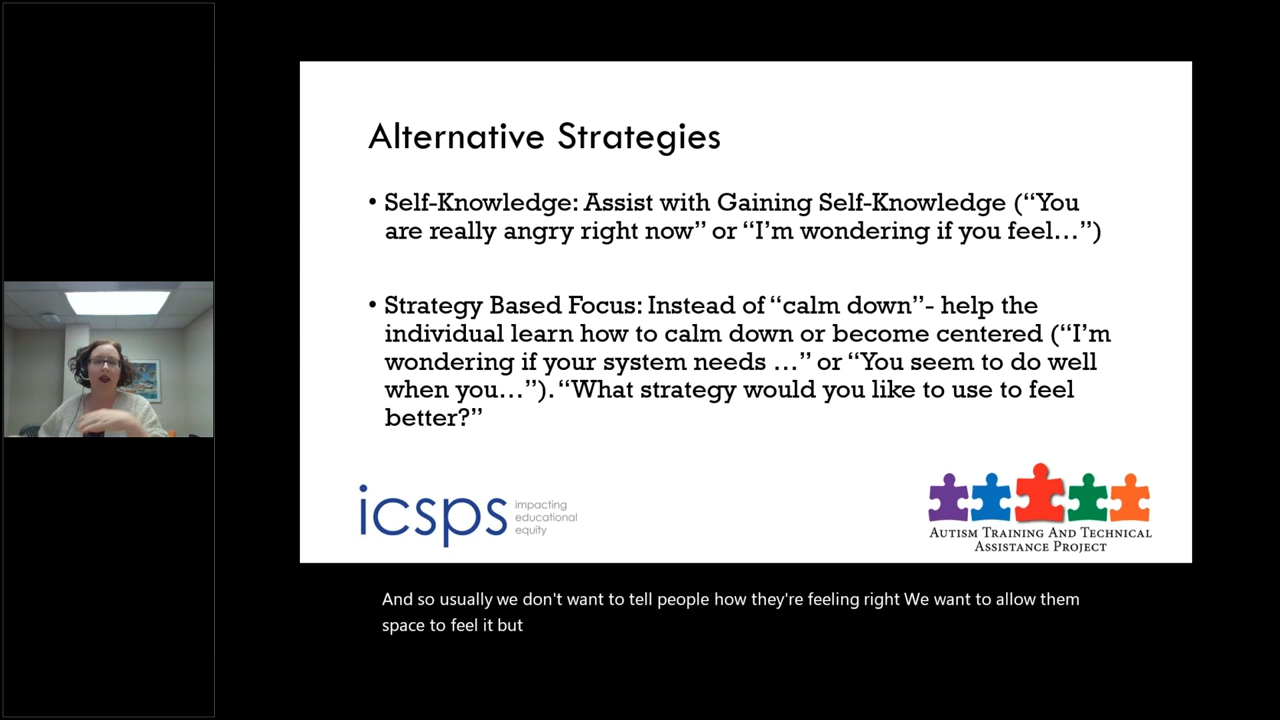 Alternative Strategies
• Self-Knowledge: Assist with Gaining Self-Knowledge (“You
are really angry right now” or “I’m wondering if you feel…”)
• Strategy Based Focus: Instead of “calm down”- help the
individual learn how to calm down or become centered (“I’m
wondering if your system needs …” or “You seem to do well
when you…”). “What strategy would you like to use to feel
better?”
icsps
impacting
educational
equity
Autism Training And Technical
Assistance Project
And so usually we don't want to tell people how they're feeling right We want to allow them
space to feel it but